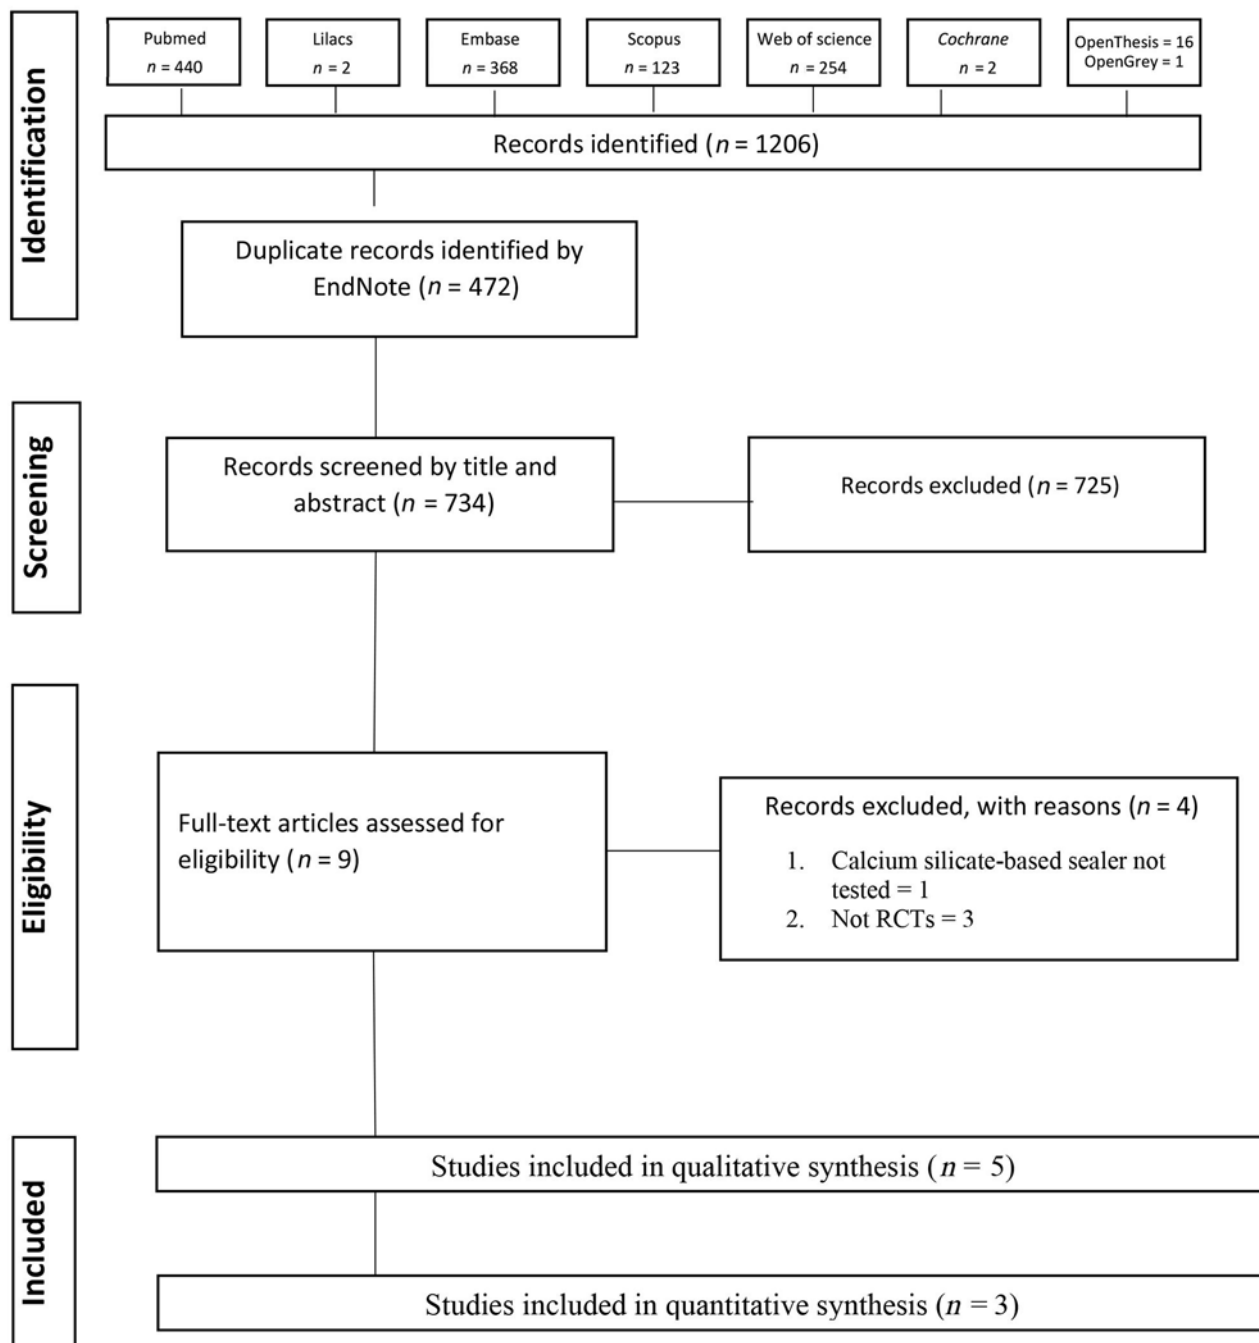 Identification
Pubmed
n = 440
Lilacs
n = 2
Embase
n = 368
Scopus
n = 123
Web of science
n = 254
Cochrane
n = 2
OpenThesis = 16
OpenGrey = 1
Records identified (n = 1206)
Duplicate records identified by
EndNote (n = 472)
Screening
Records screened by title and
abstract (n = 734)
Records excluded (n = 725)
Eligibility
Full-text articles assessed for
eligibility (n = 9)
Records excluded, with reasons (n = 4)
1. Calcium silicate-based sealer not
tested = 1
2. Not RCTs = 3
Included
Studies included in qualitative synthesis (n = 5)
Studies included in quantitative synthesis (n = 3)